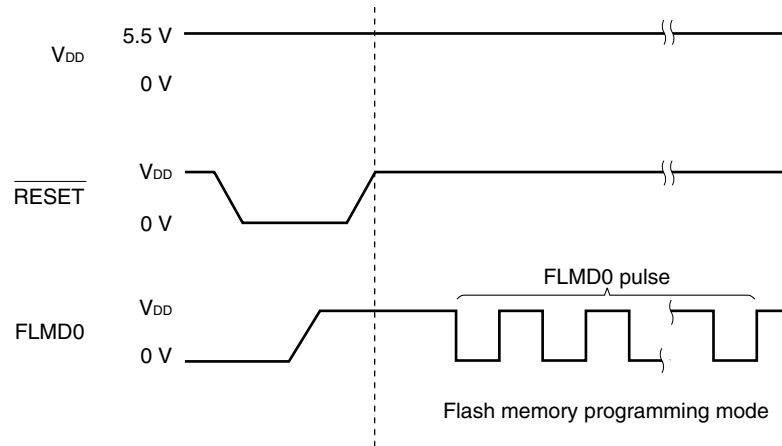 5.5 V
VDD
0 V
VDD
RESET
0 V
FLMD0 pulse
VDD
FLMD0
0 V
Flash memory programming mode